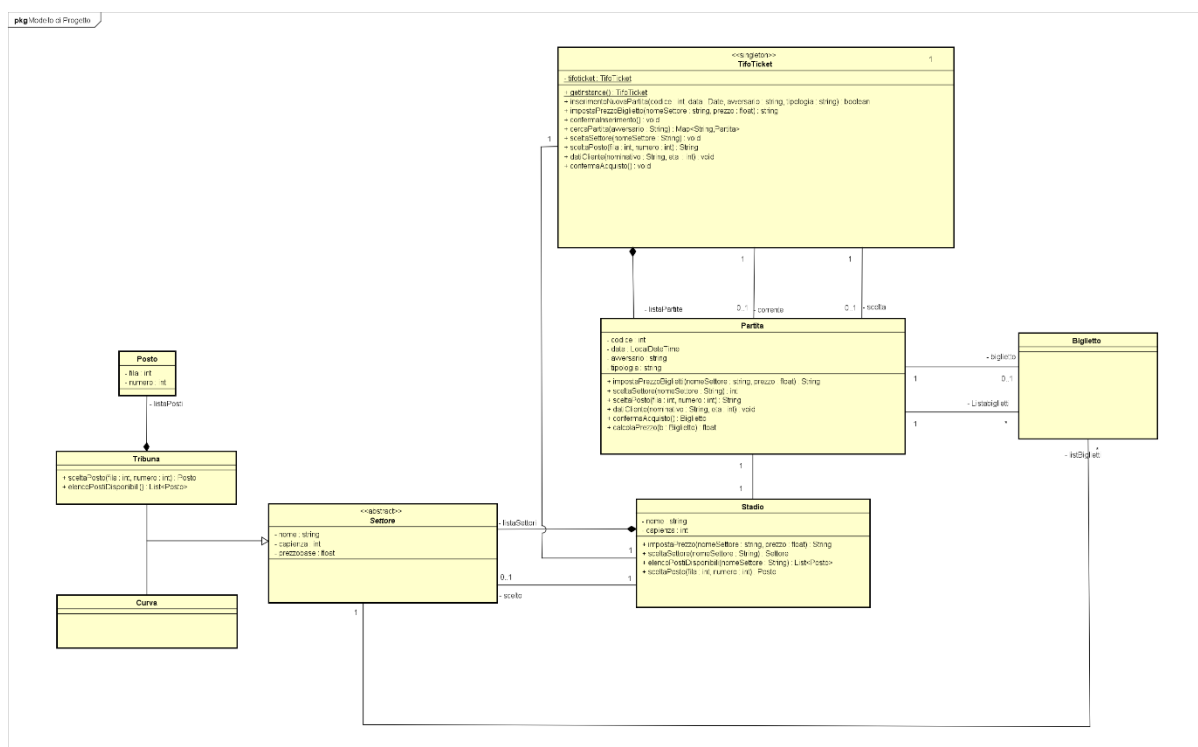 pkg Modello di Progetto
<<singleton>>
TifoTicket
1
- tifoticket : TifoTicket
+ getInstance() : TifoTicket
+ inserimentoNuovaPartita(codice : int, data : Date, avversario : string, tipologia : string) : boolean
+ impostaPrezzoBiglietto(nomeSettore : string, prezzo : float) : string
+ confermaInserimento() : void
+ cercaPartita(avversario : String) : Map<String,Partita>
+ sceltaSettore(nomeSettore : String) : void
+ sceltaPosto(fila : int, numero : int) : String
+ datiCliente(nominativo : String, eta : int) : void
+ confermaAcquisto() : void
1
1
1
- listaPartite
0..1
- corrente
0..1
- scelta
Partita
- codice : int
- data : LocalDateTime
- avversario : string
- tipologia : string
+ impostaPrezzoBiglietti(nomeSettore : string, prezzo : float) : String
+ sceltaSettore(nomeSettore : String) : int
+ sceltaPosto(fila : int, numero : int) : String
+ datiCliente(nominativo : String, eta : int) : void
+ confermaAcquisto() : Biglietto
+ calcolaPrezzo(b : Biglietto) : float
- biglietto
1
0..1
- Listabiglietti
1
*
Biglietto
*
- listBiglietti
Posto
- fila : int
- numero : int
- listaPosti
Tribuna
+ sceltaPosto(fila : int, numero : int) : Posto
+ elencoPostiDisponibili() : List<Posto>
1
1
<<abstract>>
Settore
- nome : string
- capienza : int
- prezzobase : float
- listaSettori
Stadio
- nome : string
- capienza : int
+ impostaPrezzo(nomeSettore : string, prezzo : float) : String
+ sceltaSettore(nomeSettore : String) : Settore
+ elencoPostiDisponibili(nomeSettore : String) : List<Posto>
+ sceltaPosto(fila : int, numero : int) : Posto
1
0..1
1
- scelto
Curva
1